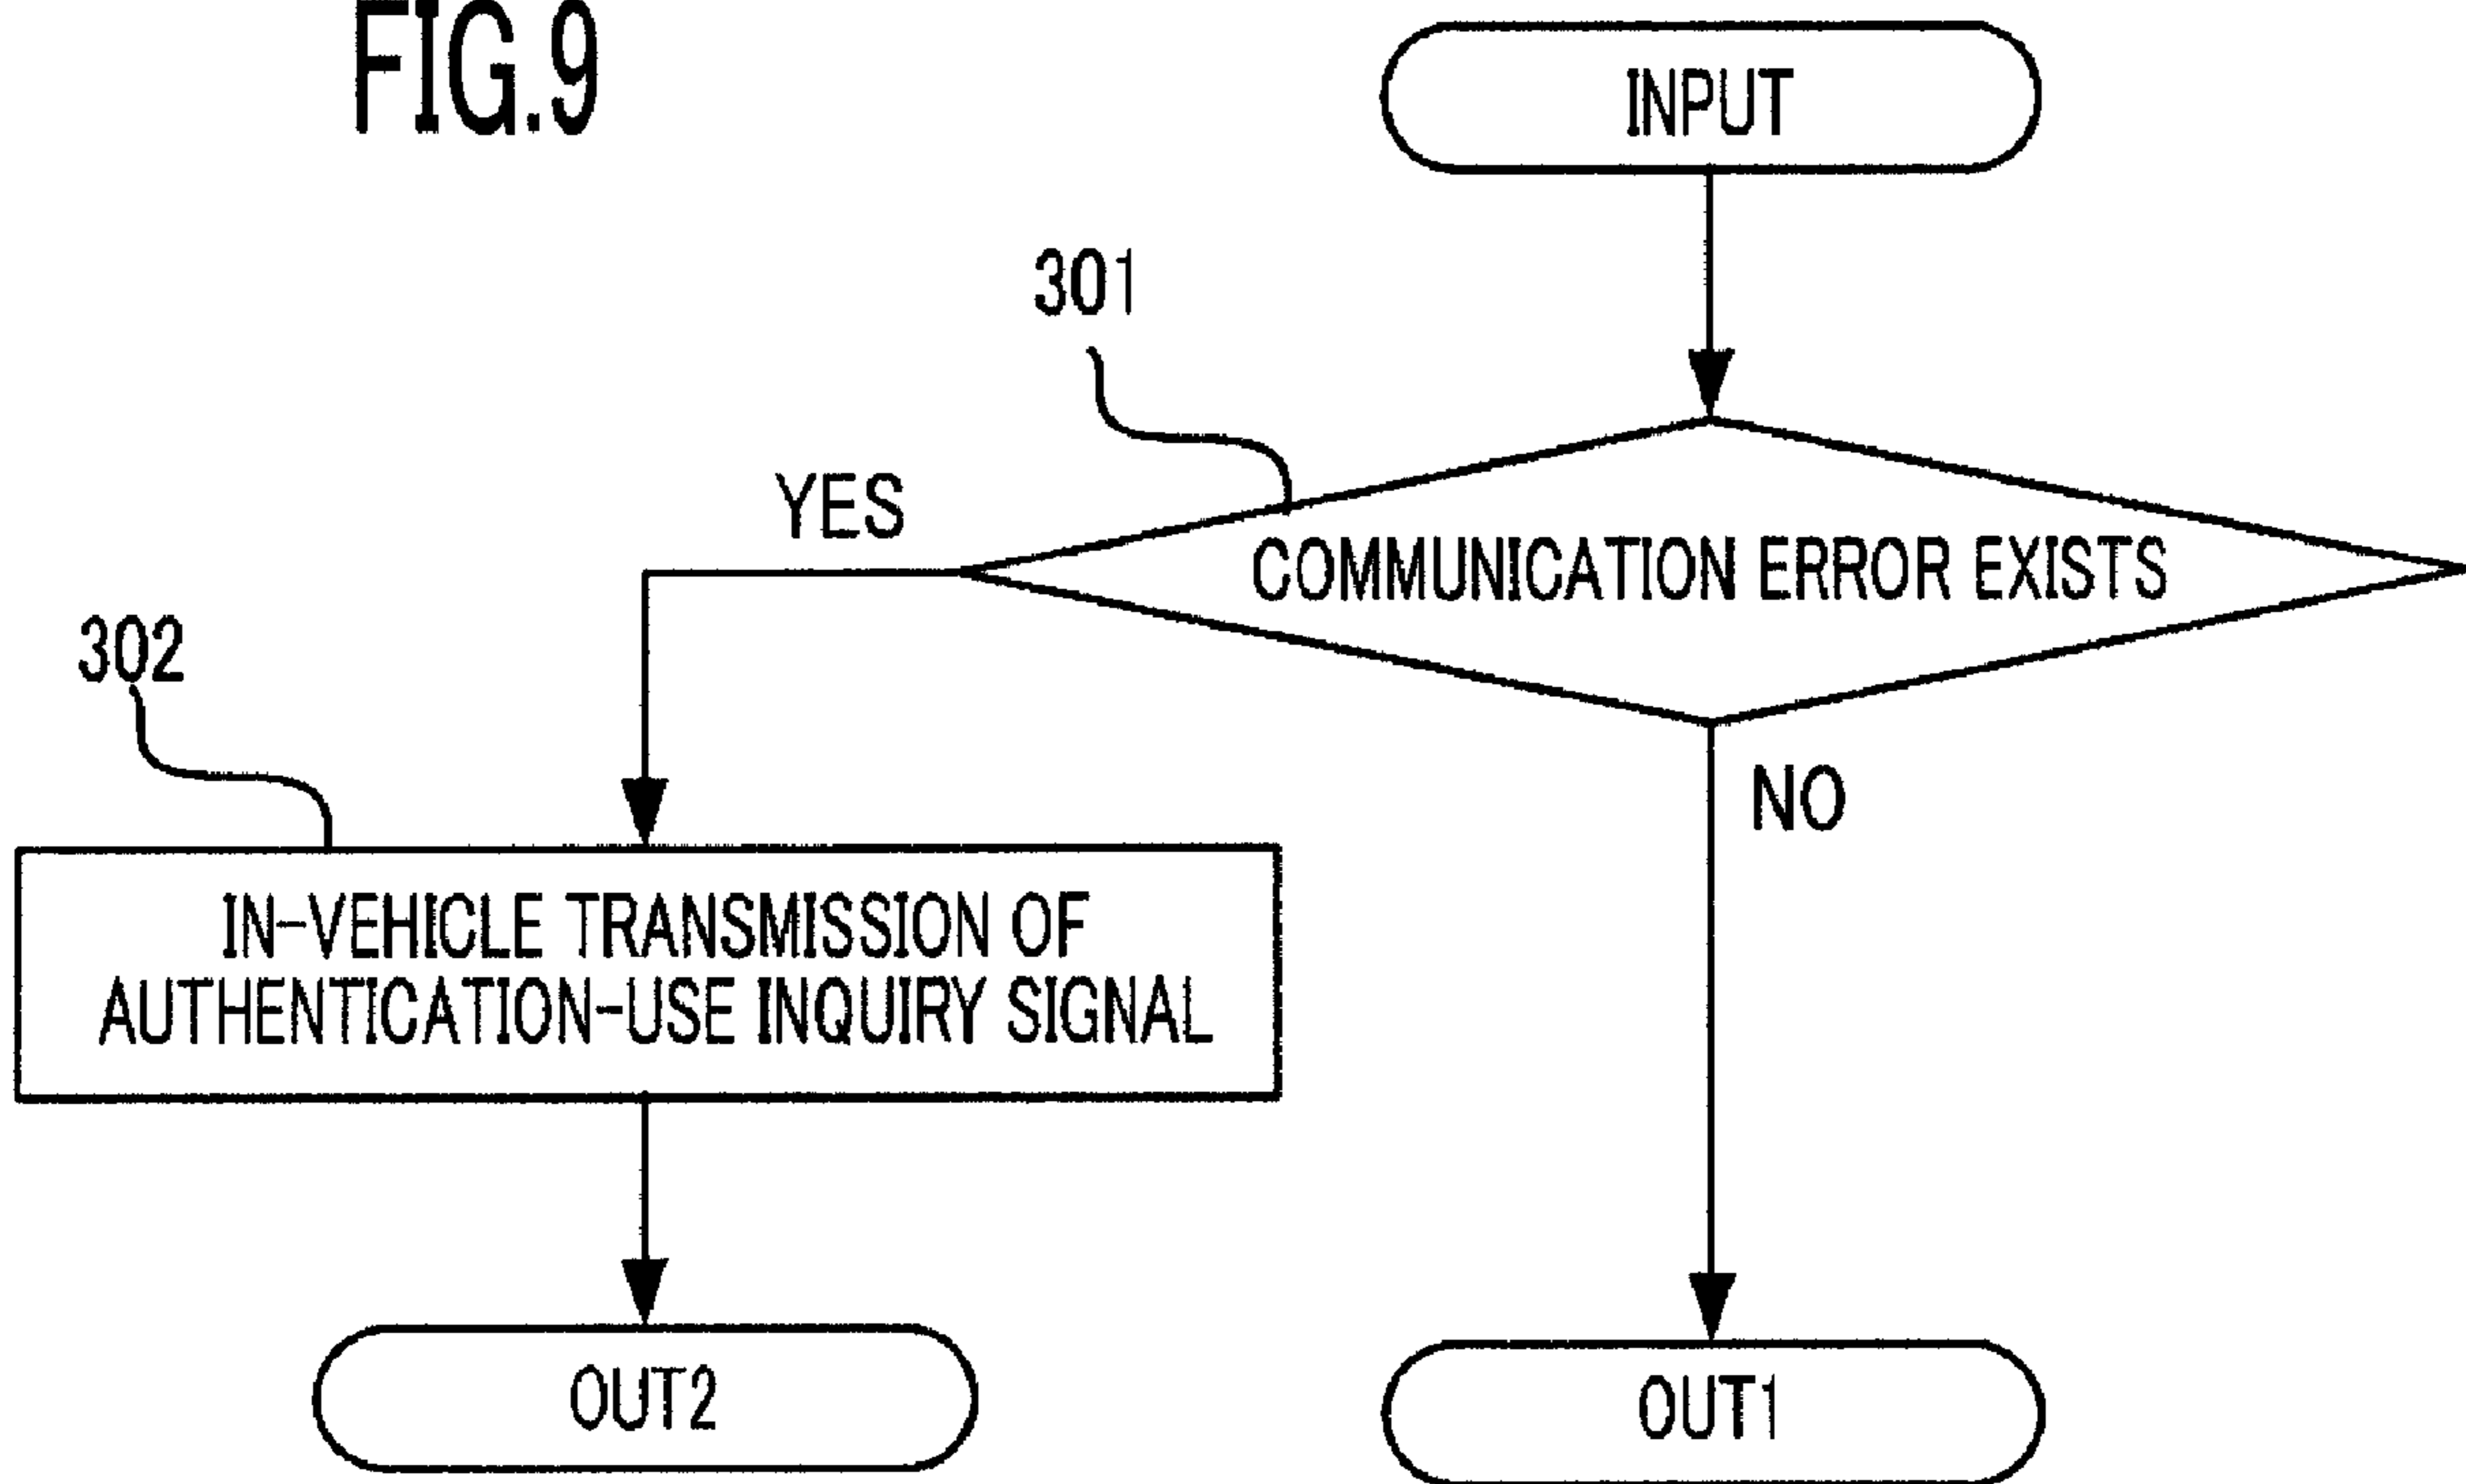 FIG.9
INPUT
301
YES
COMMUNICATION ERROR EXISTS
302
NO
IN-VEHICLE TRANSMISSION OF
AUTHENTICATION-USE INQUIRY SIGNAL
OUT2
OUT1